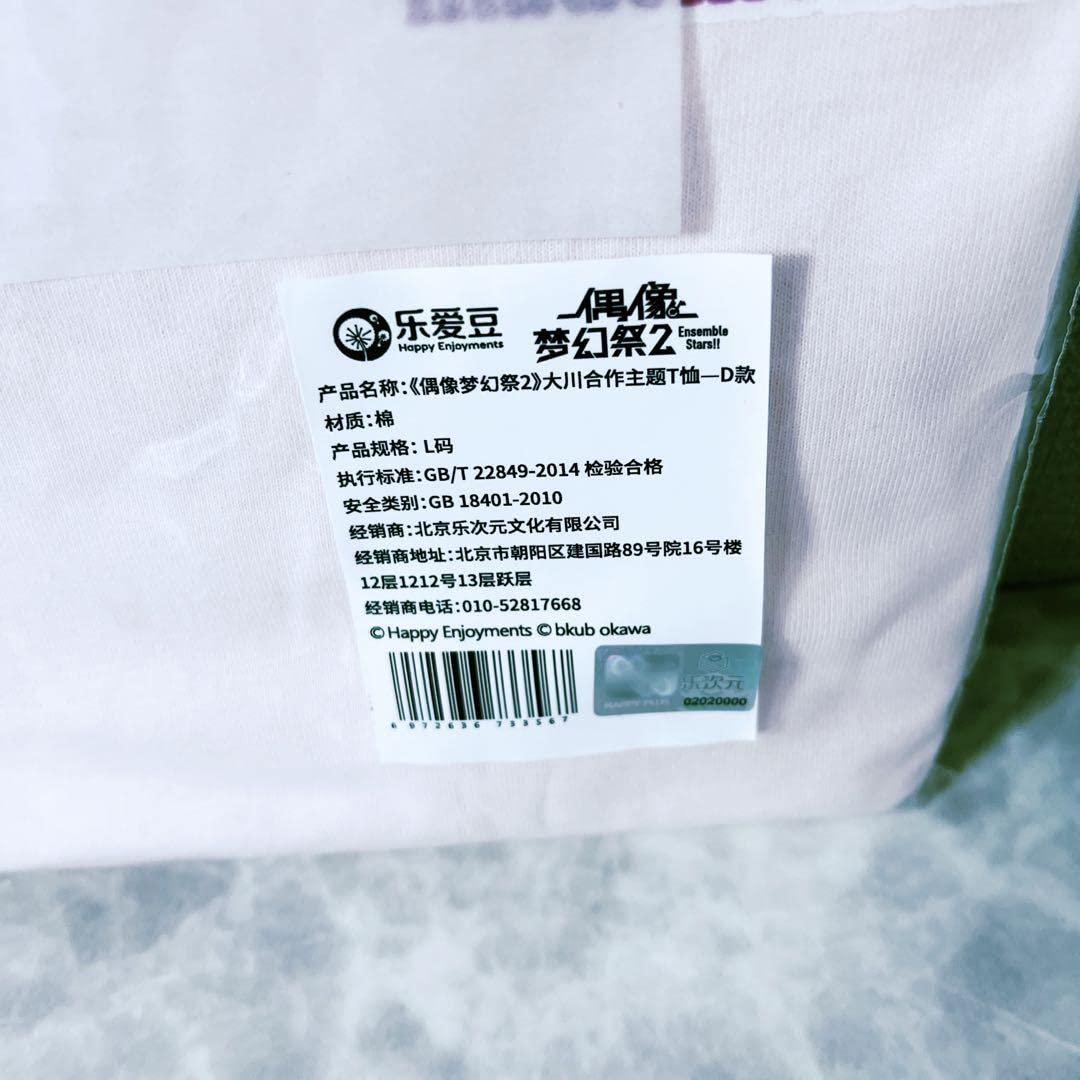 乐爱豆
Happy Enjoyments
偶像
梦幻祭2
Ensemble
Stars!!
产品名称:《偶像梦幻祭2》大川合作主题T恤—D款
材质:棉
产品规格: L码
执行标准:GB/T 22849-2014 检验合格
安全类别:GB 18401-2010
经销商:北京乐次元文化有限公司
经销商地址:北京市朝阳区建国路89号院16号楼
12层1212号13层跃层
经销商电话:010-52817668
©Happy Enjoyments ©bkub okawa
6 972636 733567
乐次元
HAPPY PLUS
02020000